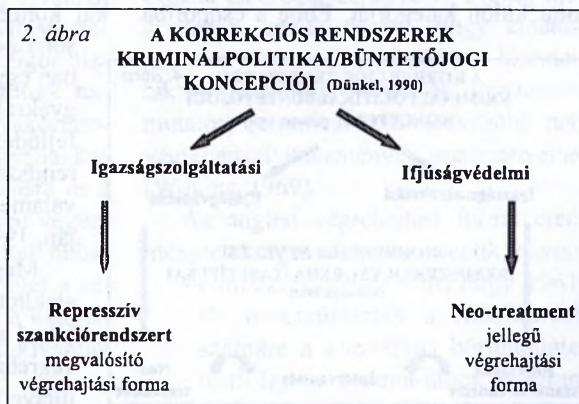 2. ábra
A KORREKCIÓS RENDSZEREK
KRIMINÁLPOLITIKAI/BÜNTETŐJOGI
KONCEPCIÓI (Dünkel, 1990)
Igazságszolgáltatási
Ifjúságvédelmi
Represszív
szankciórendszert
megvalósító
végrehajtási forma
Neo-treatment
jellegű
végrehajtási
forma